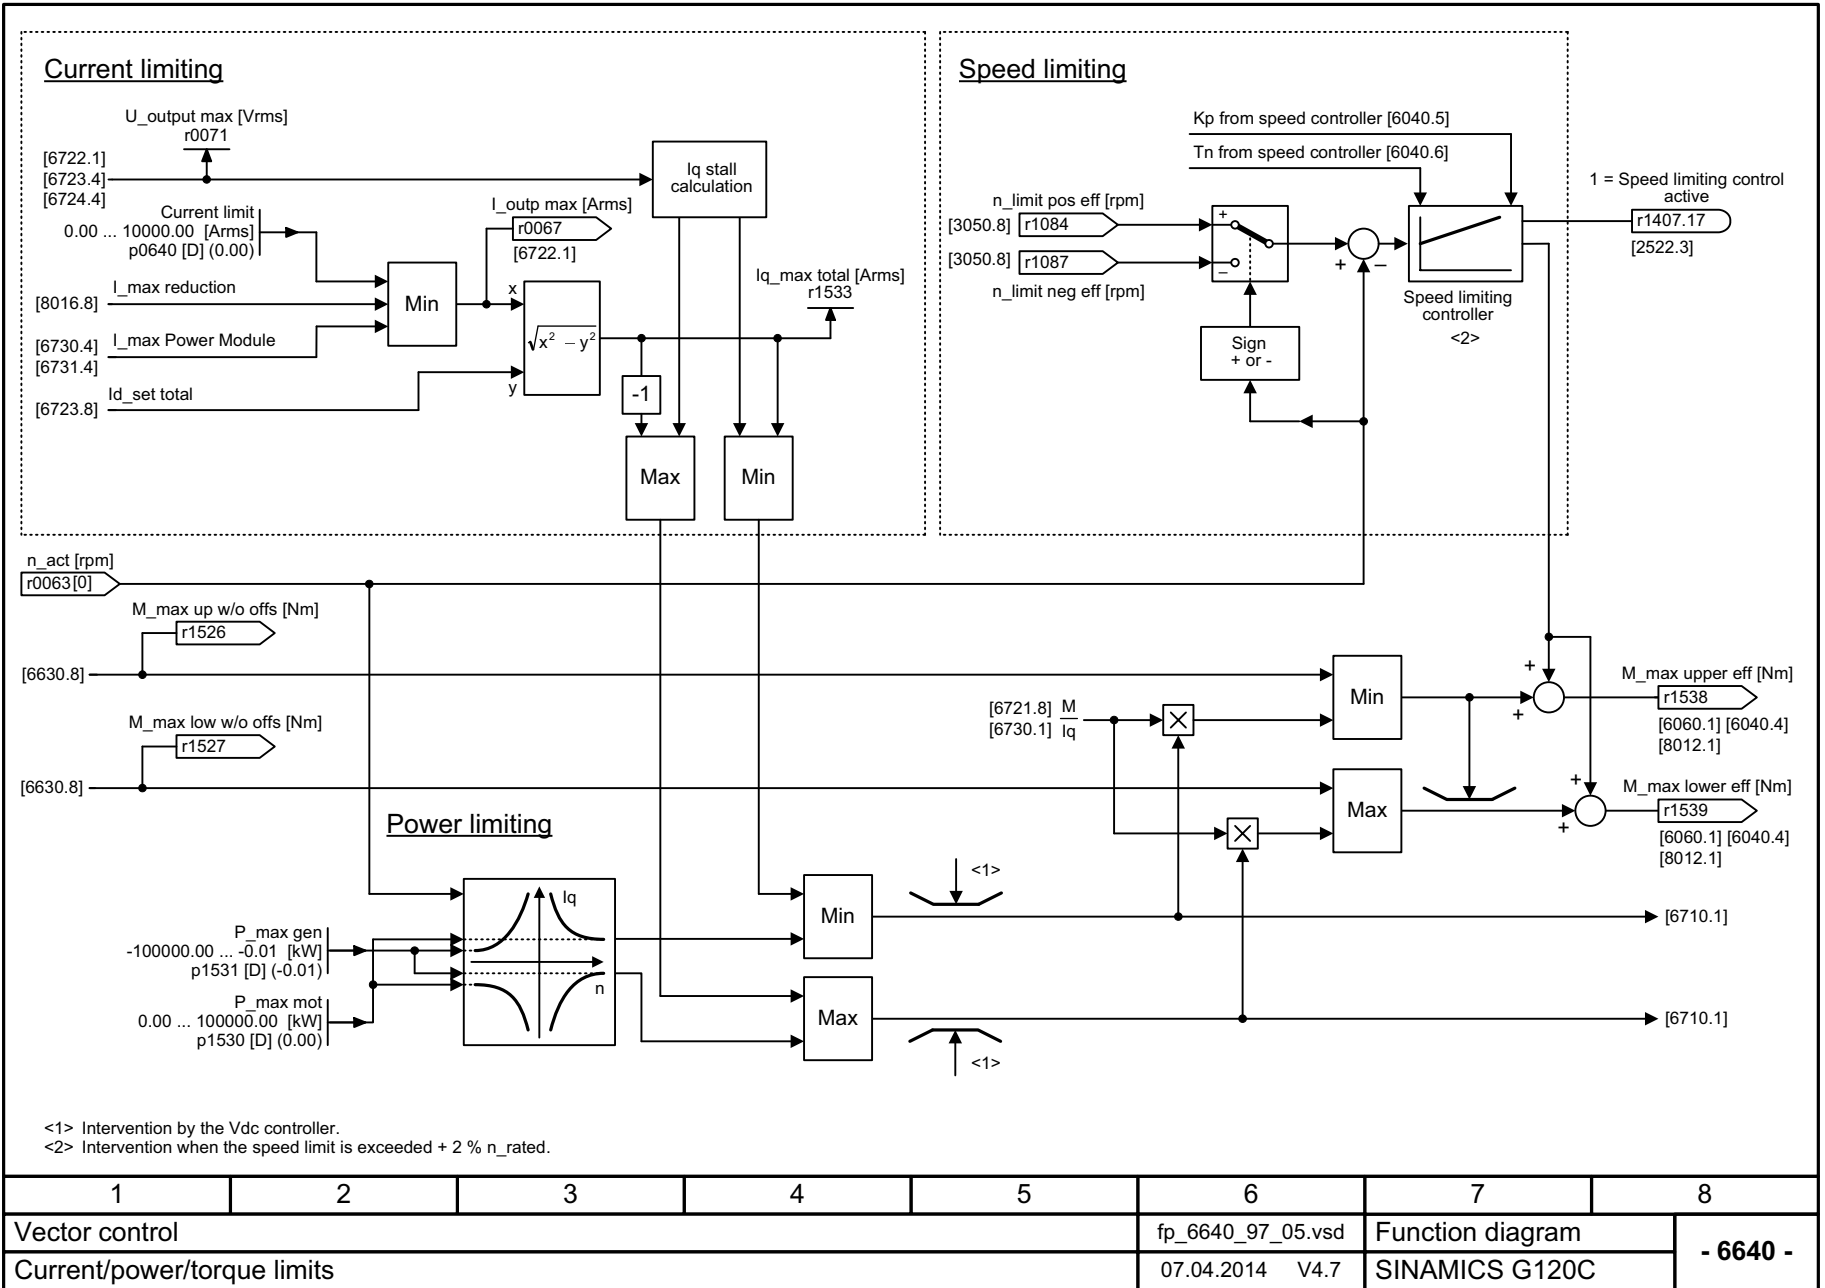 Current limiting
U_output max [Vrms]
r0071
[6722.1]
[6723.4]
[6724.4]
Current limit
0.00 ... 10000.00 [Arms]
p0640 [D] (0.00)
I_max reduction
[8016.8]
I_max Power Module
[6730.4]
[6731.4]
Id_set total
[6723.8]
Min
I_outp max [Arms]
r0067
[6722.1]
x
√x² – y²
y
Iq stall
calculation
Iq_max total [Arms]
r1533
-1
Max
Min
Speed limiting
Kp from speed controller [6040.5]
Tn from speed controller [6040.6]
n_limit pos eff [rpm]
[3050.8] r1084
[3050.8] r1087
n_limit neg eff [rpm]
+
–
Sign
+ or -
+
–
Speed limiting
controller
<2>
1 = Speed limiting control
active
r1407.17
[2522.3]
n_act [rpm]
r0063[0]
M_max up w/o offs [Nm]
r1526
[6630.8]
M_max low w/o offs [Nm]
r1527
[6630.8]
[6721.8] M
[6730.1] Iq
×
×
Min
Max
+
+
M_max upper eff [Nm]
r1538
[6060.1] [6040.4]
[8012.1]
+
+
M_max lower eff [Nm]
r1539
[6060.1] [6040.4]
[8012.1]
Power limiting
P_max gen
-100000.00 ... -0.01 [kW]
p1531 [D] (-0.01)
P_max mot
0.00 ... 100000.00 [kW]
p1530 [D] (0.00)
Iq
n
Min
<1>
[6710.1]
Max
<1>
[6710.1]
<1> Intervention by the Vdc controller.
<2> Intervention when the speed limit is exceeded + 2 % n_rated.
1 2 3 4 5 6 7 8
Vector control fp_6640_97_05.vsd Function diagram
- 6640 -
Current/power/torque limits 07.04.2014 V4.7 SINAMICS G120C